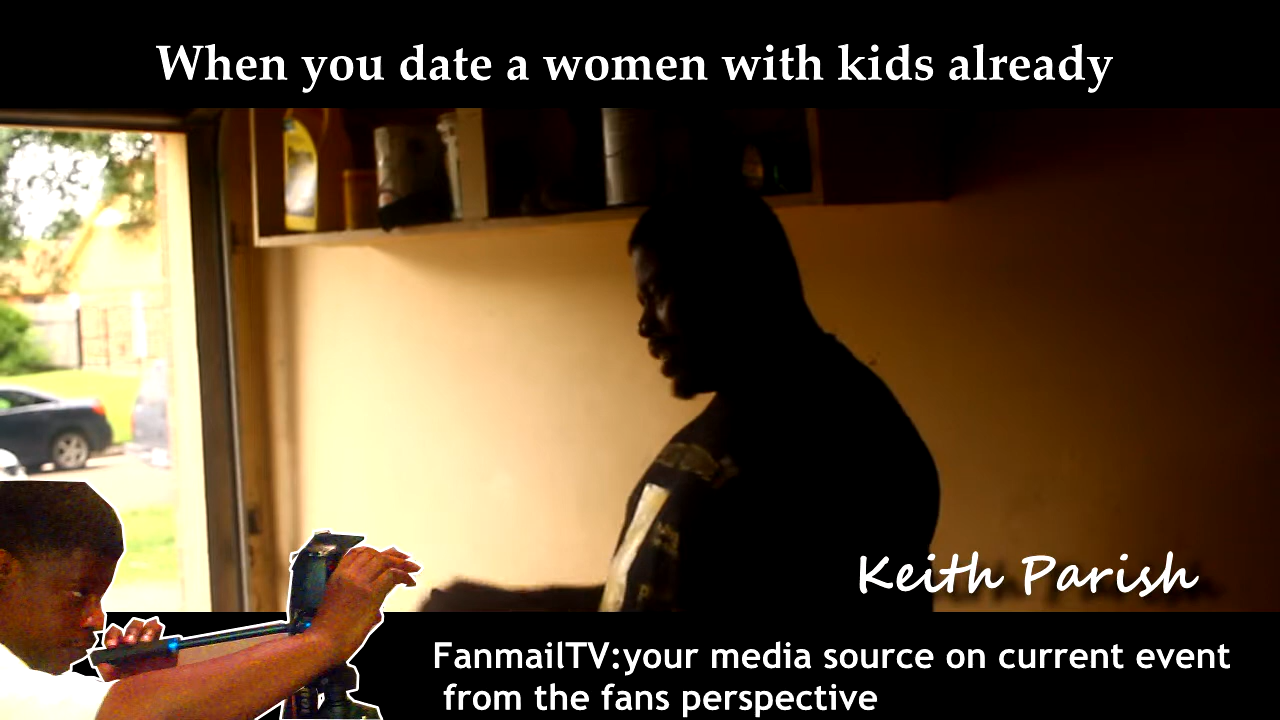 When you date a women with kids already
Keith Parish
FanmailTV:your media source on current event
from the fans perspective